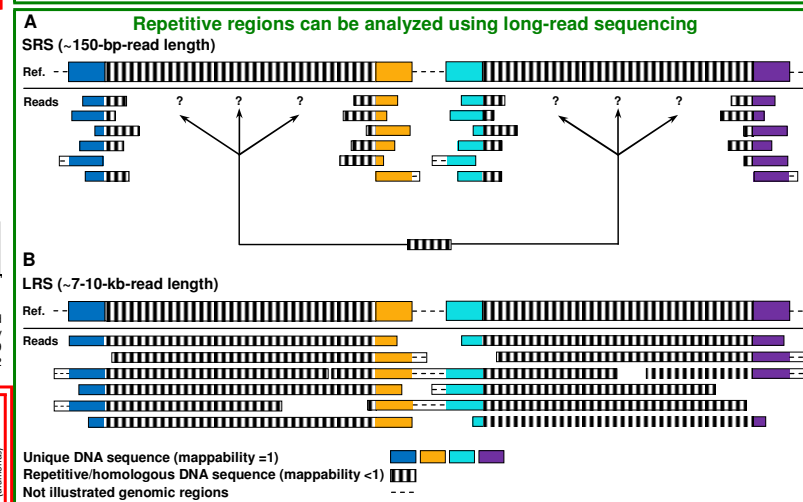 A
Repetitive regions can be analyzed using long-read sequencing
SRS (~150-bp-read length)
Ref.
Reads
? ? ? ? ? ?
B
LRS (~7-10-kb-read length)
Ref.
Reads
Unique DNA sequence (mappability =1)
Repetitive/homologous DNA sequence (mappability <1)
Not illustrated genomic regions